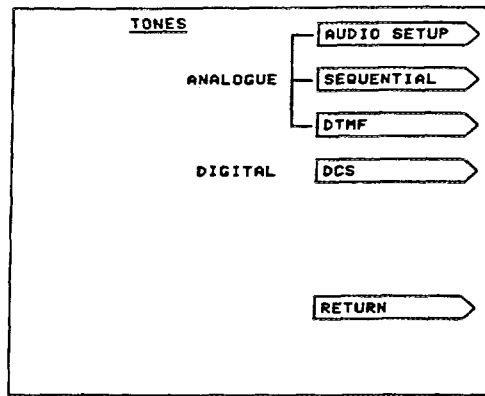 TONES
AUDIO SETUP
ANALOGUE SEQUENTIAL
DTMF
DIGITAL DCS
RETURN